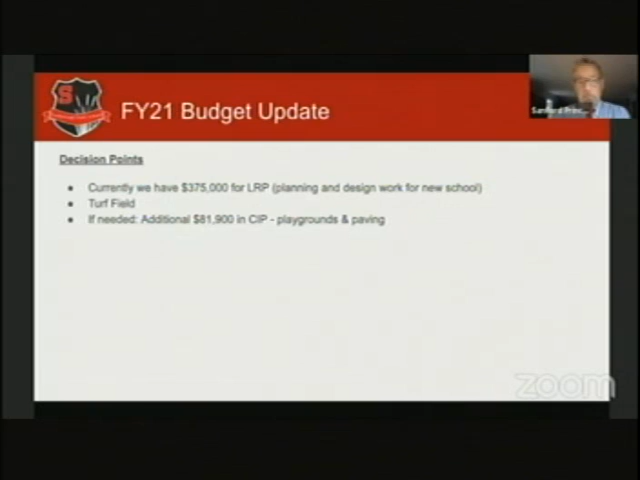 S
FY21 Budget Update
Decision Points
Currently we have $375,000 for LRP (planning and design work for new school)
Turf Field
If needed: Additional $81,900 in CIP - playgrounds & paving
zoom